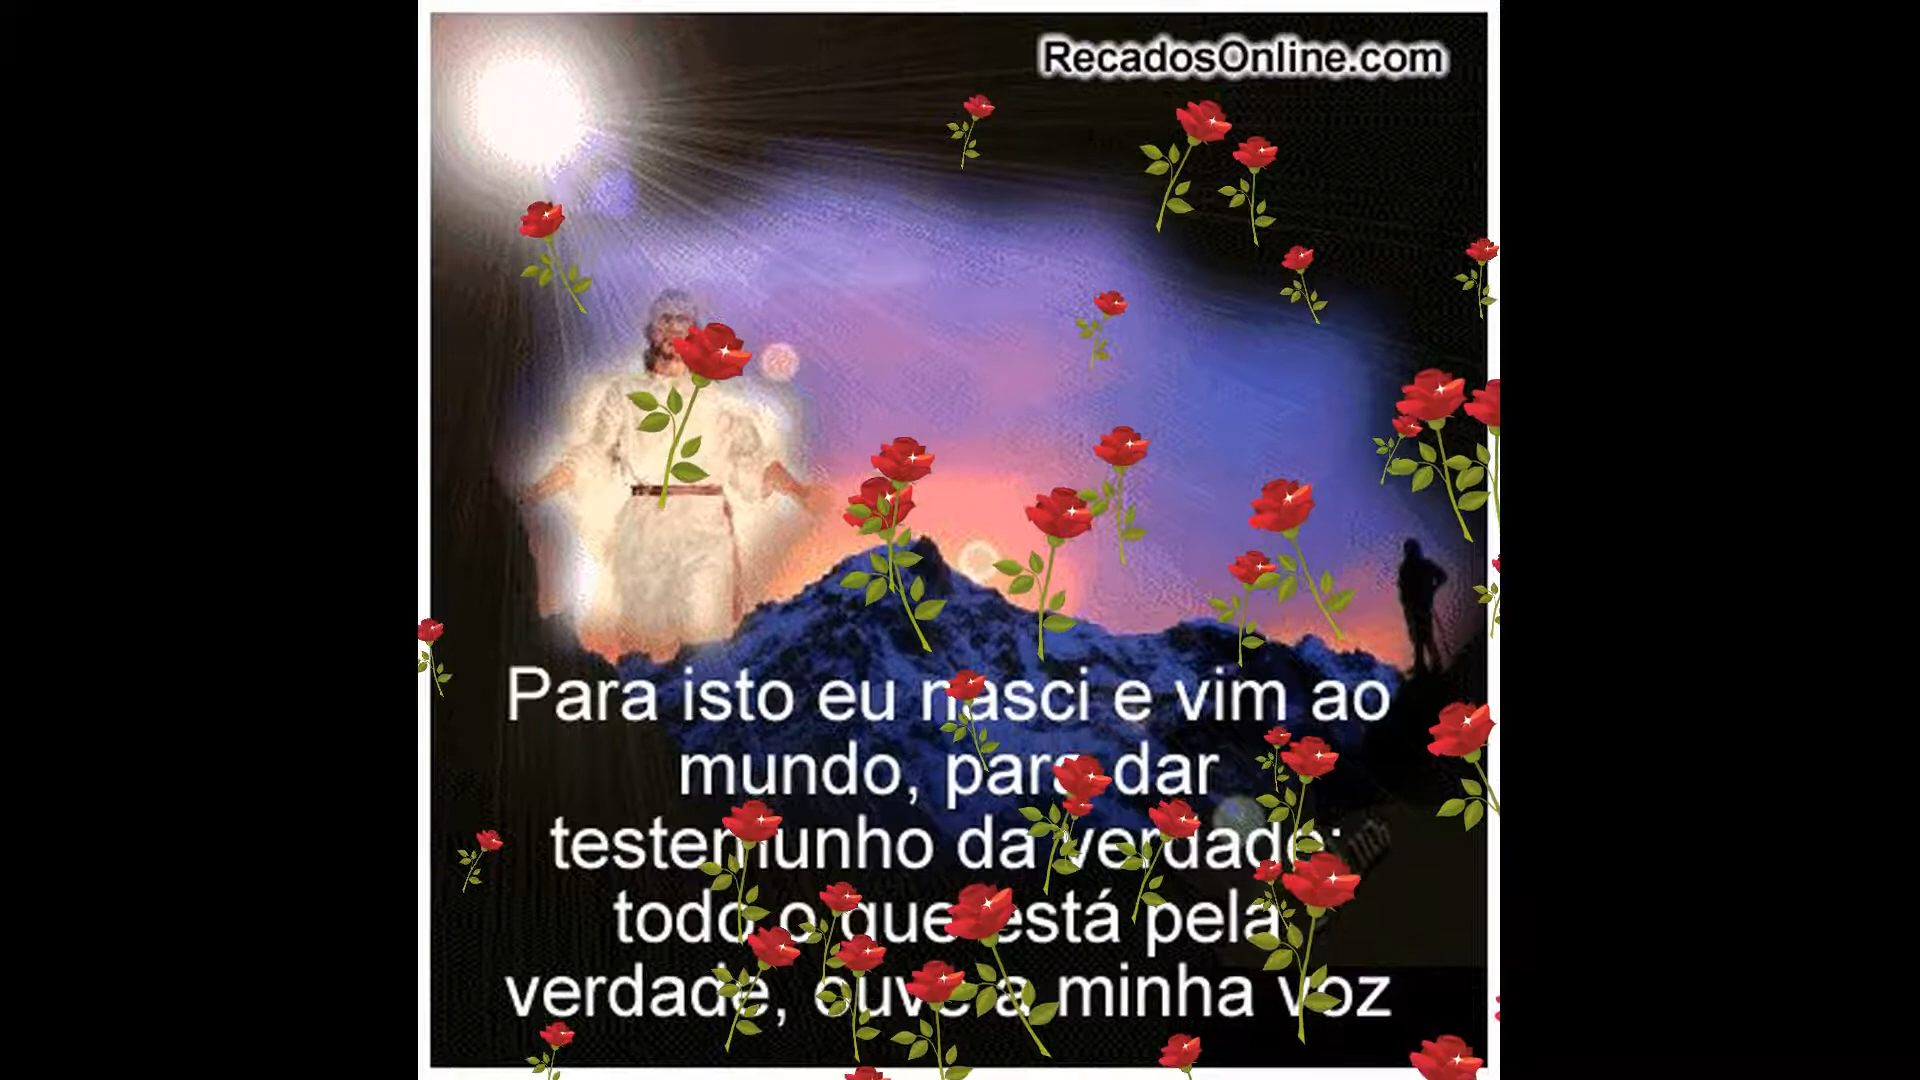 RecadosOnline.com
Para isto eu nasci e vim ao
mundo, para dar
testemunho da verdade;
todo o que está pela
verdade, ouve a minha voz